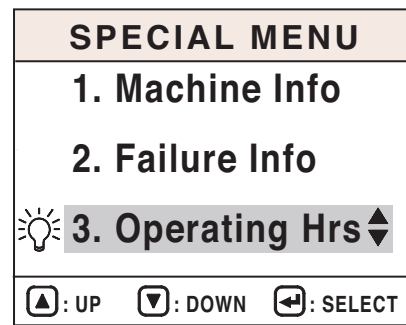 SPECIAL MENU
1. Machine Info
2. Failure Info
3. Operating Hrs
: UP : DOWN : SELECT